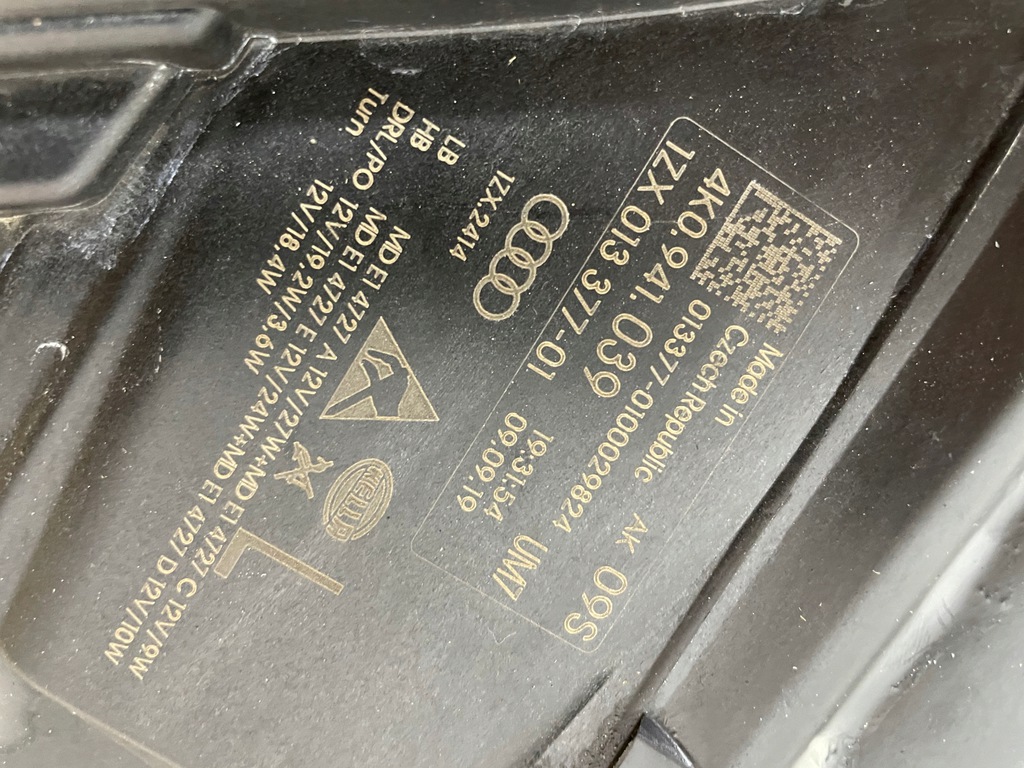 Made in
Czech Republic
013377-0100029824
AK
09S
4K0.941.039
1ZX 013 377-01
19:31:54
09.09.19
UM7
1ZX.2414
HELLA
L
LB MD E1 4727 A 12V/27W+MD E1 4727 C 12V/9W
HB MD E1 4727 E 12V/24W+MD E1 4727 D 12V/10W
DRL/PO 12V/19.2W/3.6W
Turn 12V/18.4W